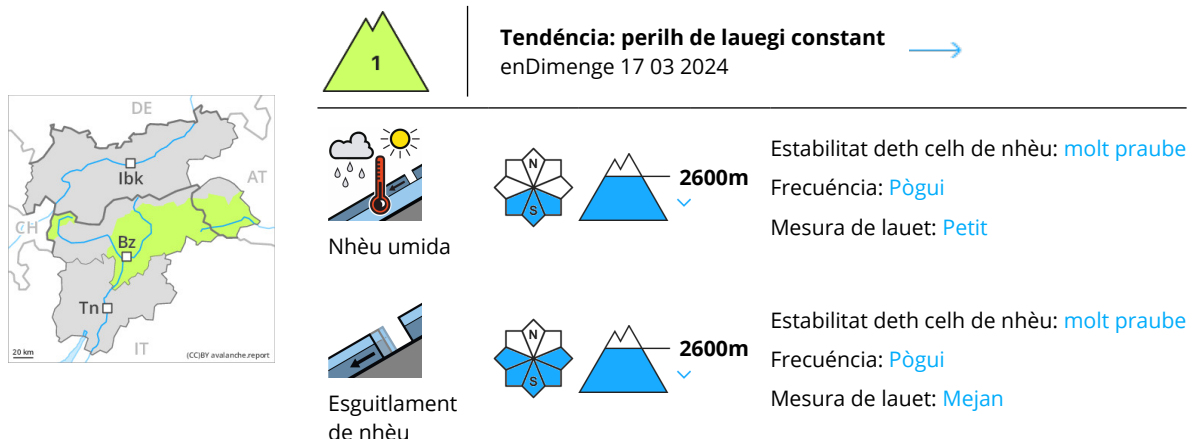 1
Tendéncia: perilh de lauegi constant
enDimenge 17 03 2024
DE
Ibk
AT
CH
Bz
Tn
IT
20 km
(CC)BY avalanche.report
Nhèu umida
N
S
2600m
Estabilitat deth celh de nhèu: molt praube
Frecuéncia: Pògui
Mesura de lauet: Petit
Esguitlament
de nhèu
N
S
2600m
Estabilitat deth celh de nhèu: molt praube
Frecuéncia: Pògui
Mesura de lauet: Mejan